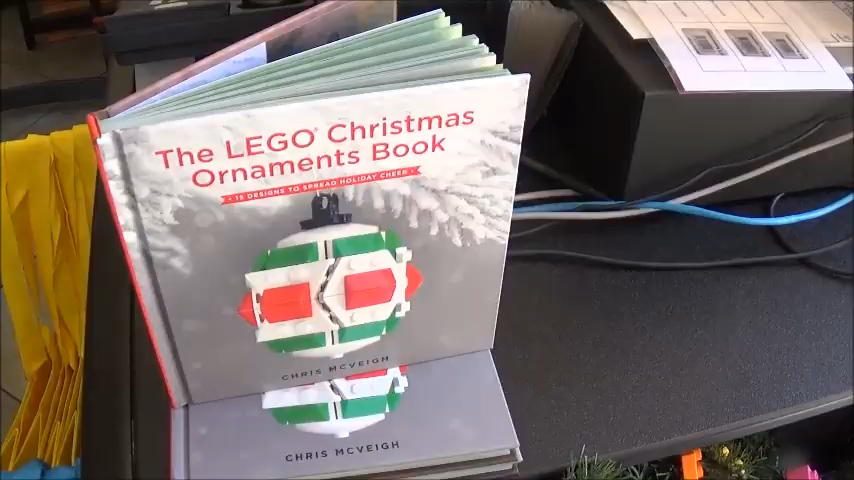 The LEGO® Christmas
Ornaments Book
• 15 DESIGNS TO SPREAD HOLIDAY CHEER •
CHRIS MCVEIGH
CHRIS MCVEIGH